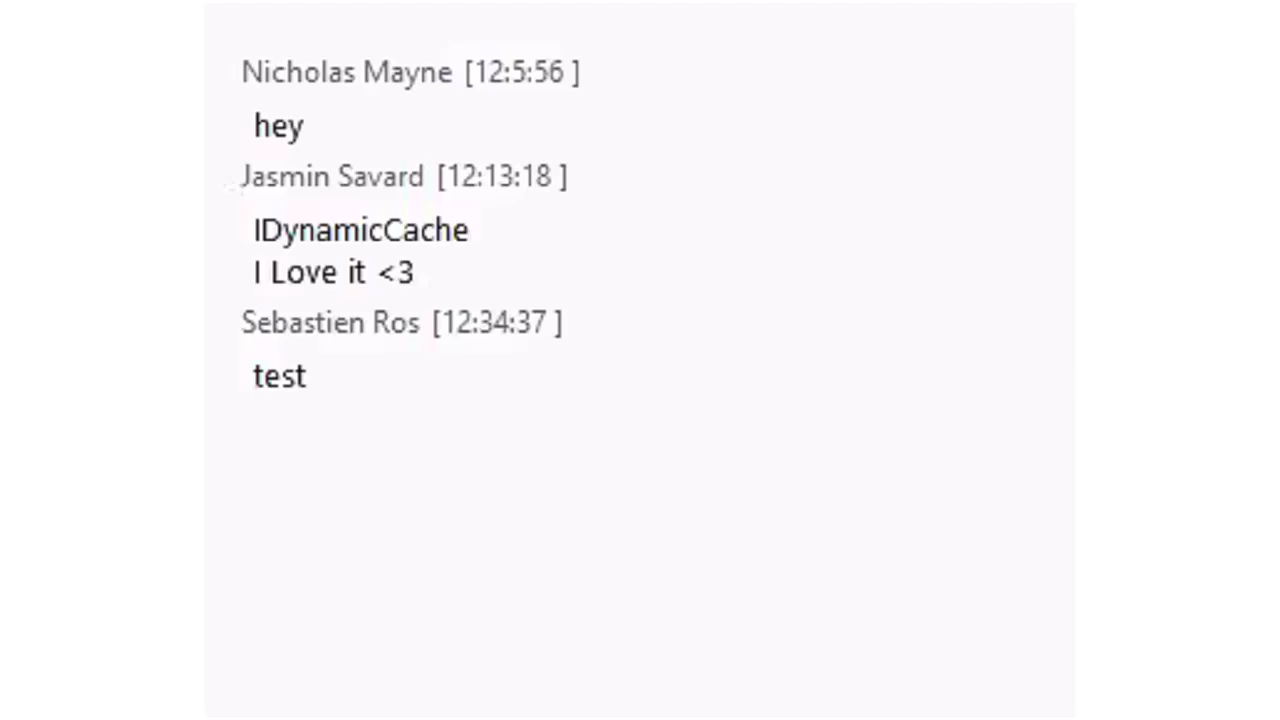 Nicholas Mayne [12:5:56 ]
hey
Jasmin Savard [12:13:18 ]
IDynamicCache
I Love it <3
Sebastien Ros [12:34:37 ]
test